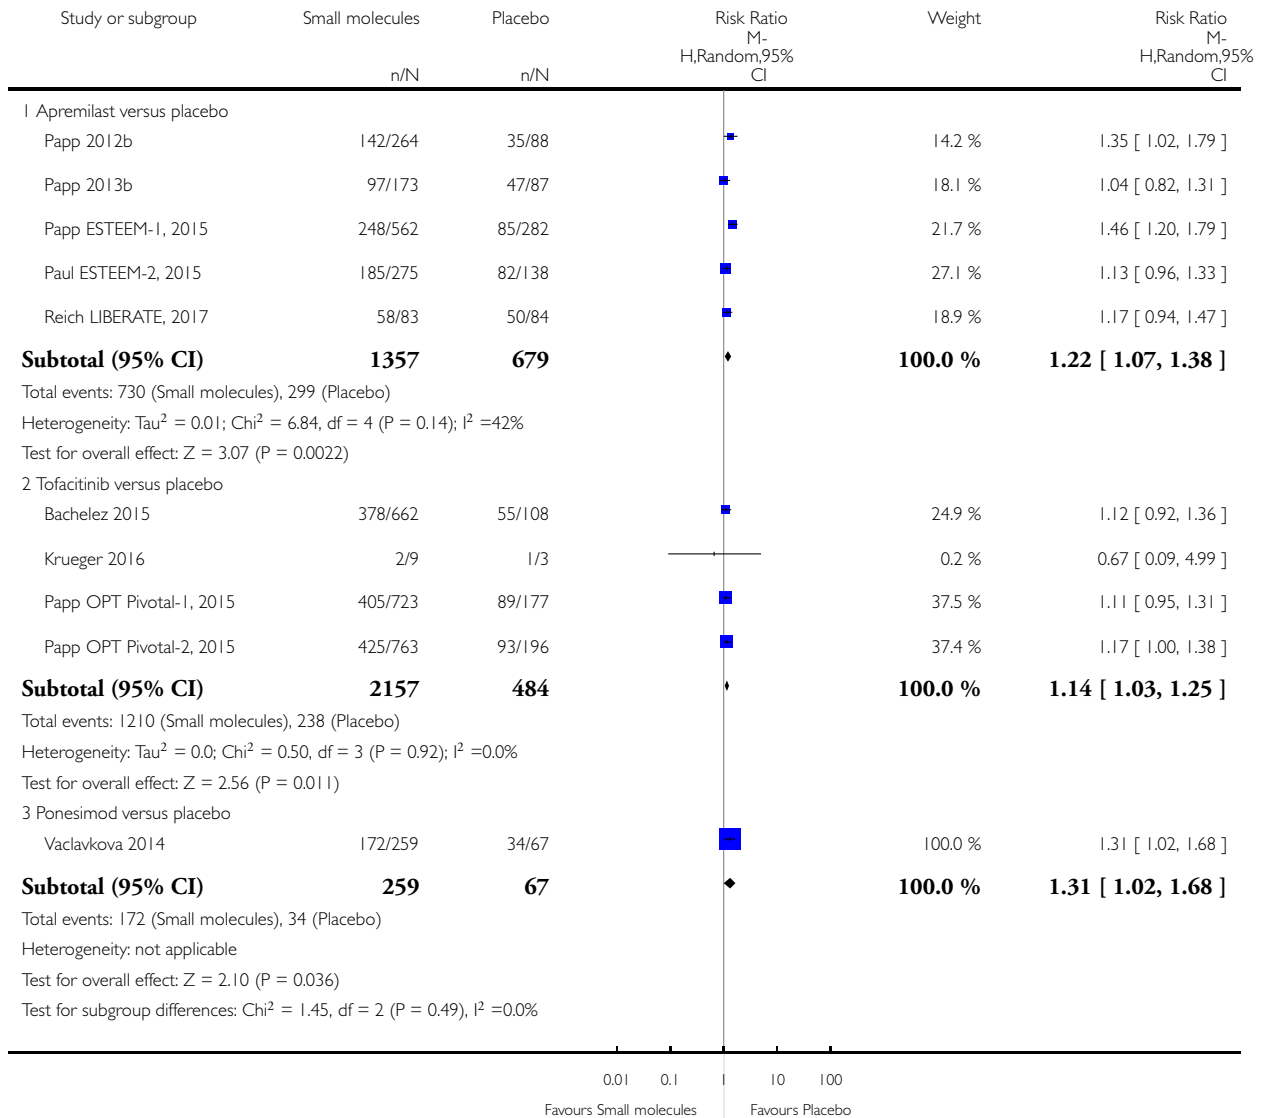 Study or subgroup Small molecules Placebo Risk Ratio Weight Risk Ratio
M- M-
H,Random,95% H,Random,95%
n/N n/N CI CI
1 Apremilast versus placebo
Papp 2012b 142/264 35/88 14.2 % 1.35 [ 1.02, 1.79 ]
Papp 2013b 97/173 47/87 18.1 % 1.04 [ 0.82, 1.31 ]
Papp ESTEEM-1, 2015 248/562 85/282 21.7 % 1.46 [ 1.20, 1.79 ]
Paul ESTEEM-2, 2015 185/275 82/138 27.1 % 1.13 [ 0.96, 1.33 ]
Reich LIBERATE, 2017 58/83 50/84 18.9 % 1.17 [ 0.94, 1.47 ]
Subtotal (95% CI) 1357 679 100.0 % 1.22 [ 1.07, 1.38 ]
Total events: 730 (Small molecules), 299 (Placebo)
Heterogeneity: Tau² = 0.01; Chi² = 6.84, df = 4 (P = 0.14); I² =42%
Test for overall effect: Z = 3.07 (P = 0.0022)
2 Tofacitinib versus placebo
Bachelez 2015 378/662 55/108 24.9 % 1.12 [ 0.92, 1.36 ]
Krueger 2016 2/9 1/3 0.2 % 0.67 [ 0.09, 4.99 ]
Papp OPT Pivotal-1, 2015 405/723 89/177 37.5 % 1.11 [ 0.95, 1.31 ]
Papp OPT Pivotal-2, 2015 425/763 93/196 37.4 % 1.17 [ 1.00, 1.38 ]
Subtotal (95% CI) 2157 484 100.0 % 1.14 [ 1.03, 1.25 ]
Total events: 1210 (Small molecules), 238 (Placebo)
Heterogeneity: Tau² = 0.0; Chi² = 0.50, df = 3 (P = 0.92); I² =0.0%
Test for overall effect: Z = 2.56 (P = 0.011)
3 Ponesimod versus placebo
Vaclavkova 2014 172/259 34/67 100.0 % 1.31 [ 1.02, 1.68 ]
Subtotal (95% CI) 259 67 100.0 % 1.31 [ 1.02, 1.68 ]
Total events: 172 (Small molecules), 34 (Placebo)
Heterogeneity: not applicable
Test for overall effect: Z = 2.10 (P = 0.036)
Test for subgroup differences: Chi² = 1.45, df = 2 (P = 0.49), I² =0.0%
0.01 0.1 1 10 100
Favours Small molecules Favours Placebo